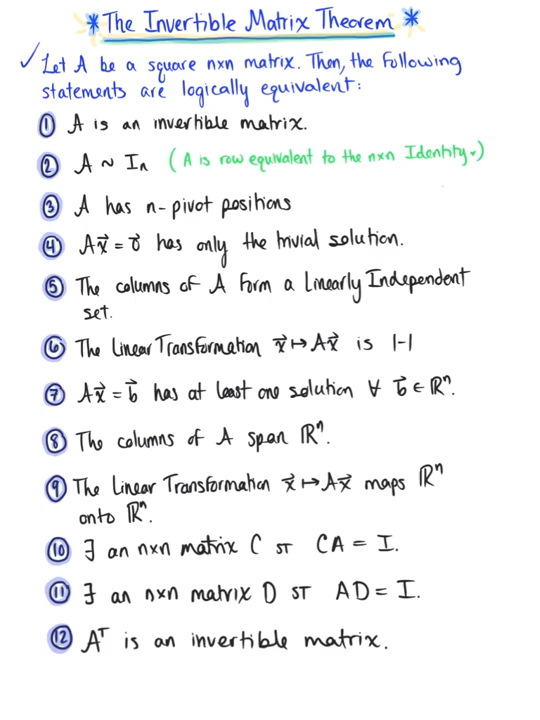 * The Invertible Matrix Theorem *
✓ Let A be a square nxn matrix. Then, the following
statements are logically equivalent:
① A is an invertible matrix.
② A ~ Iₙ (A is row equivalent to the nxn Identity.)
③ A has n-pivot positions
④ Ax⃗ = 0⃗ has only the trivial solution.
⑤ The columns of A form a Linearly Independent
set.
⑥ The Linear Transformation x⃗ ↦ Ax⃗ is 1-1
⑦ Ax⃗ = b⃗ has at least one solution ∀ b⃗ ∈ ℝⁿ.
⑧ The columns of A span ℝⁿ.
⑨ The Linear Transformation x⃗ ↦ Ax⃗ maps ℝⁿ
onto ℝⁿ.
⑩ ∃ an nxn matrix C ST CA = I.
⑪ ∃ an nxn matrix D ST AD = I.
⑫ Aᵀ is an invertible matrix.